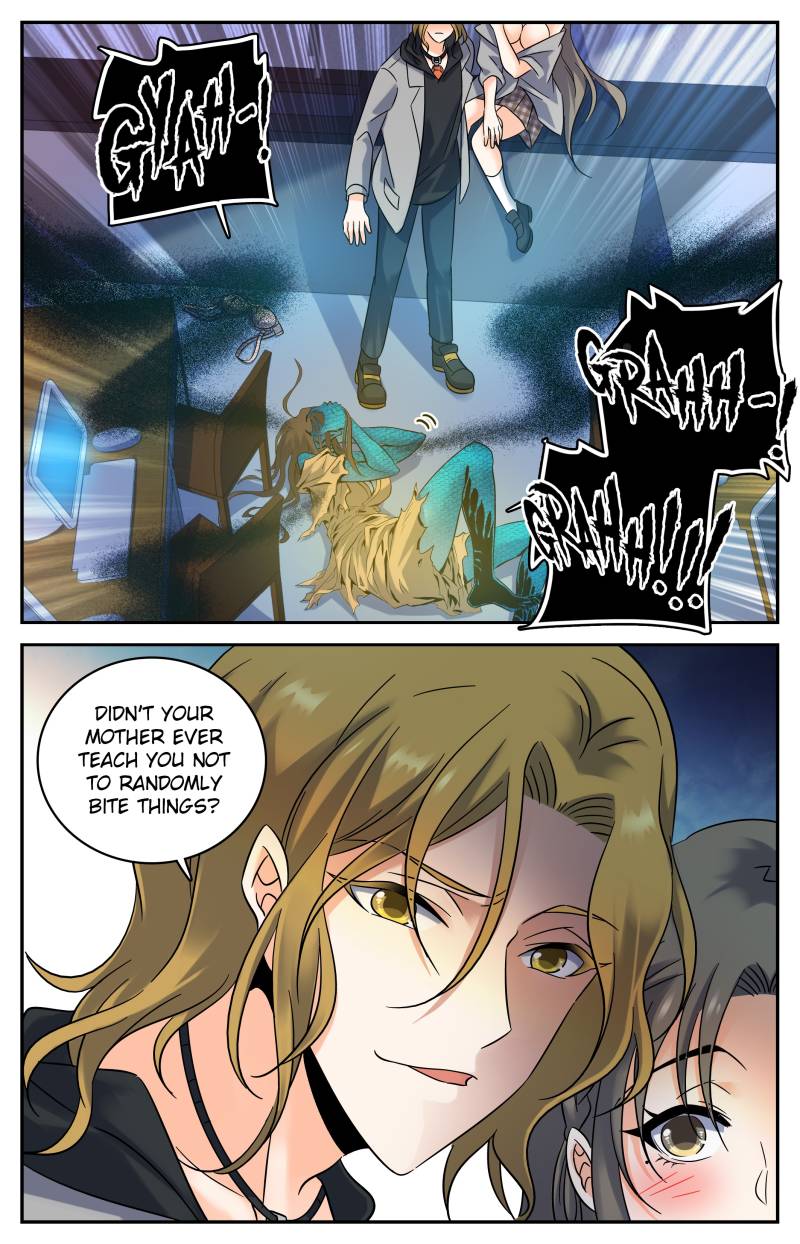 GYAH-!
GRAHH-!
GRAHH!!!
DIDN'T YOUR
MOTHER EVER
TEACH YOU NOT
TO RANDOMLY
BITE THINGS?